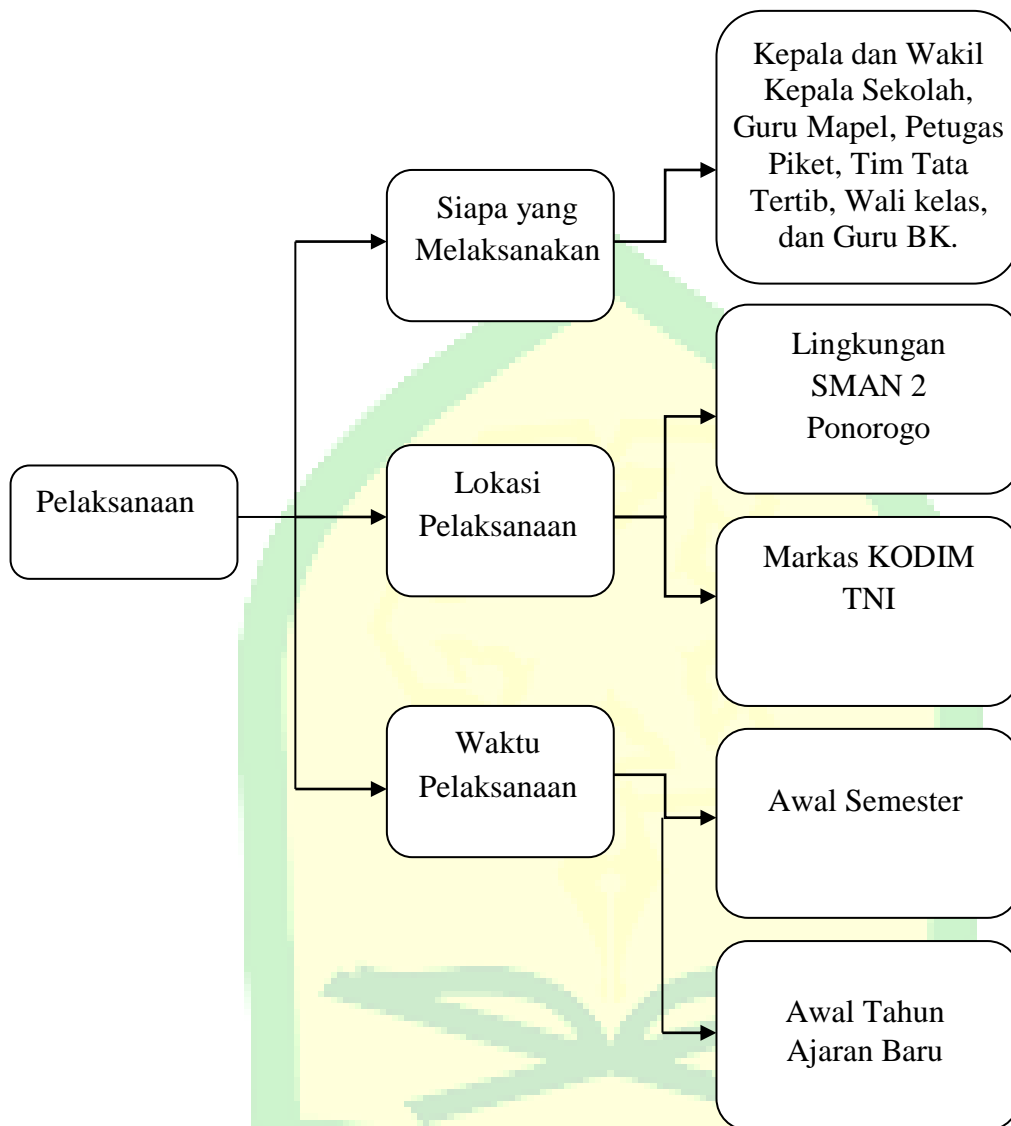 Kepala dan Wakil
Kepala Sekolah,
Guru Mapel, Petugas
Piket, Tim Tata
Tertib, Wali kelas,
dan Guru BK.
Siapa yang
Melaksanakan
Lingkungan
SMAN 2
Ponorogo
Pelaksanaan
Lokasi
Pelaksanaan
Markas KODIM
TNI
Waktu
Pelaksanaan
Awal Semester
Awal Tahun
Ajaran Baru